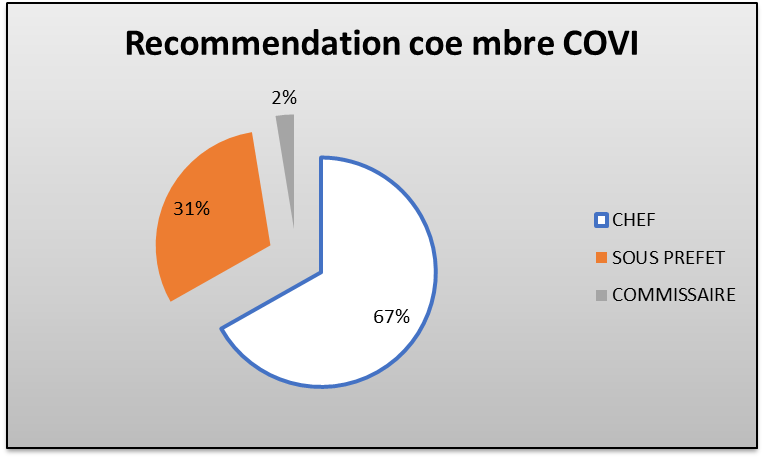 Recommendation coe mbre COVI
2%
31%
67%
CHEF
SOUS PREFET
COMMISSAIRE